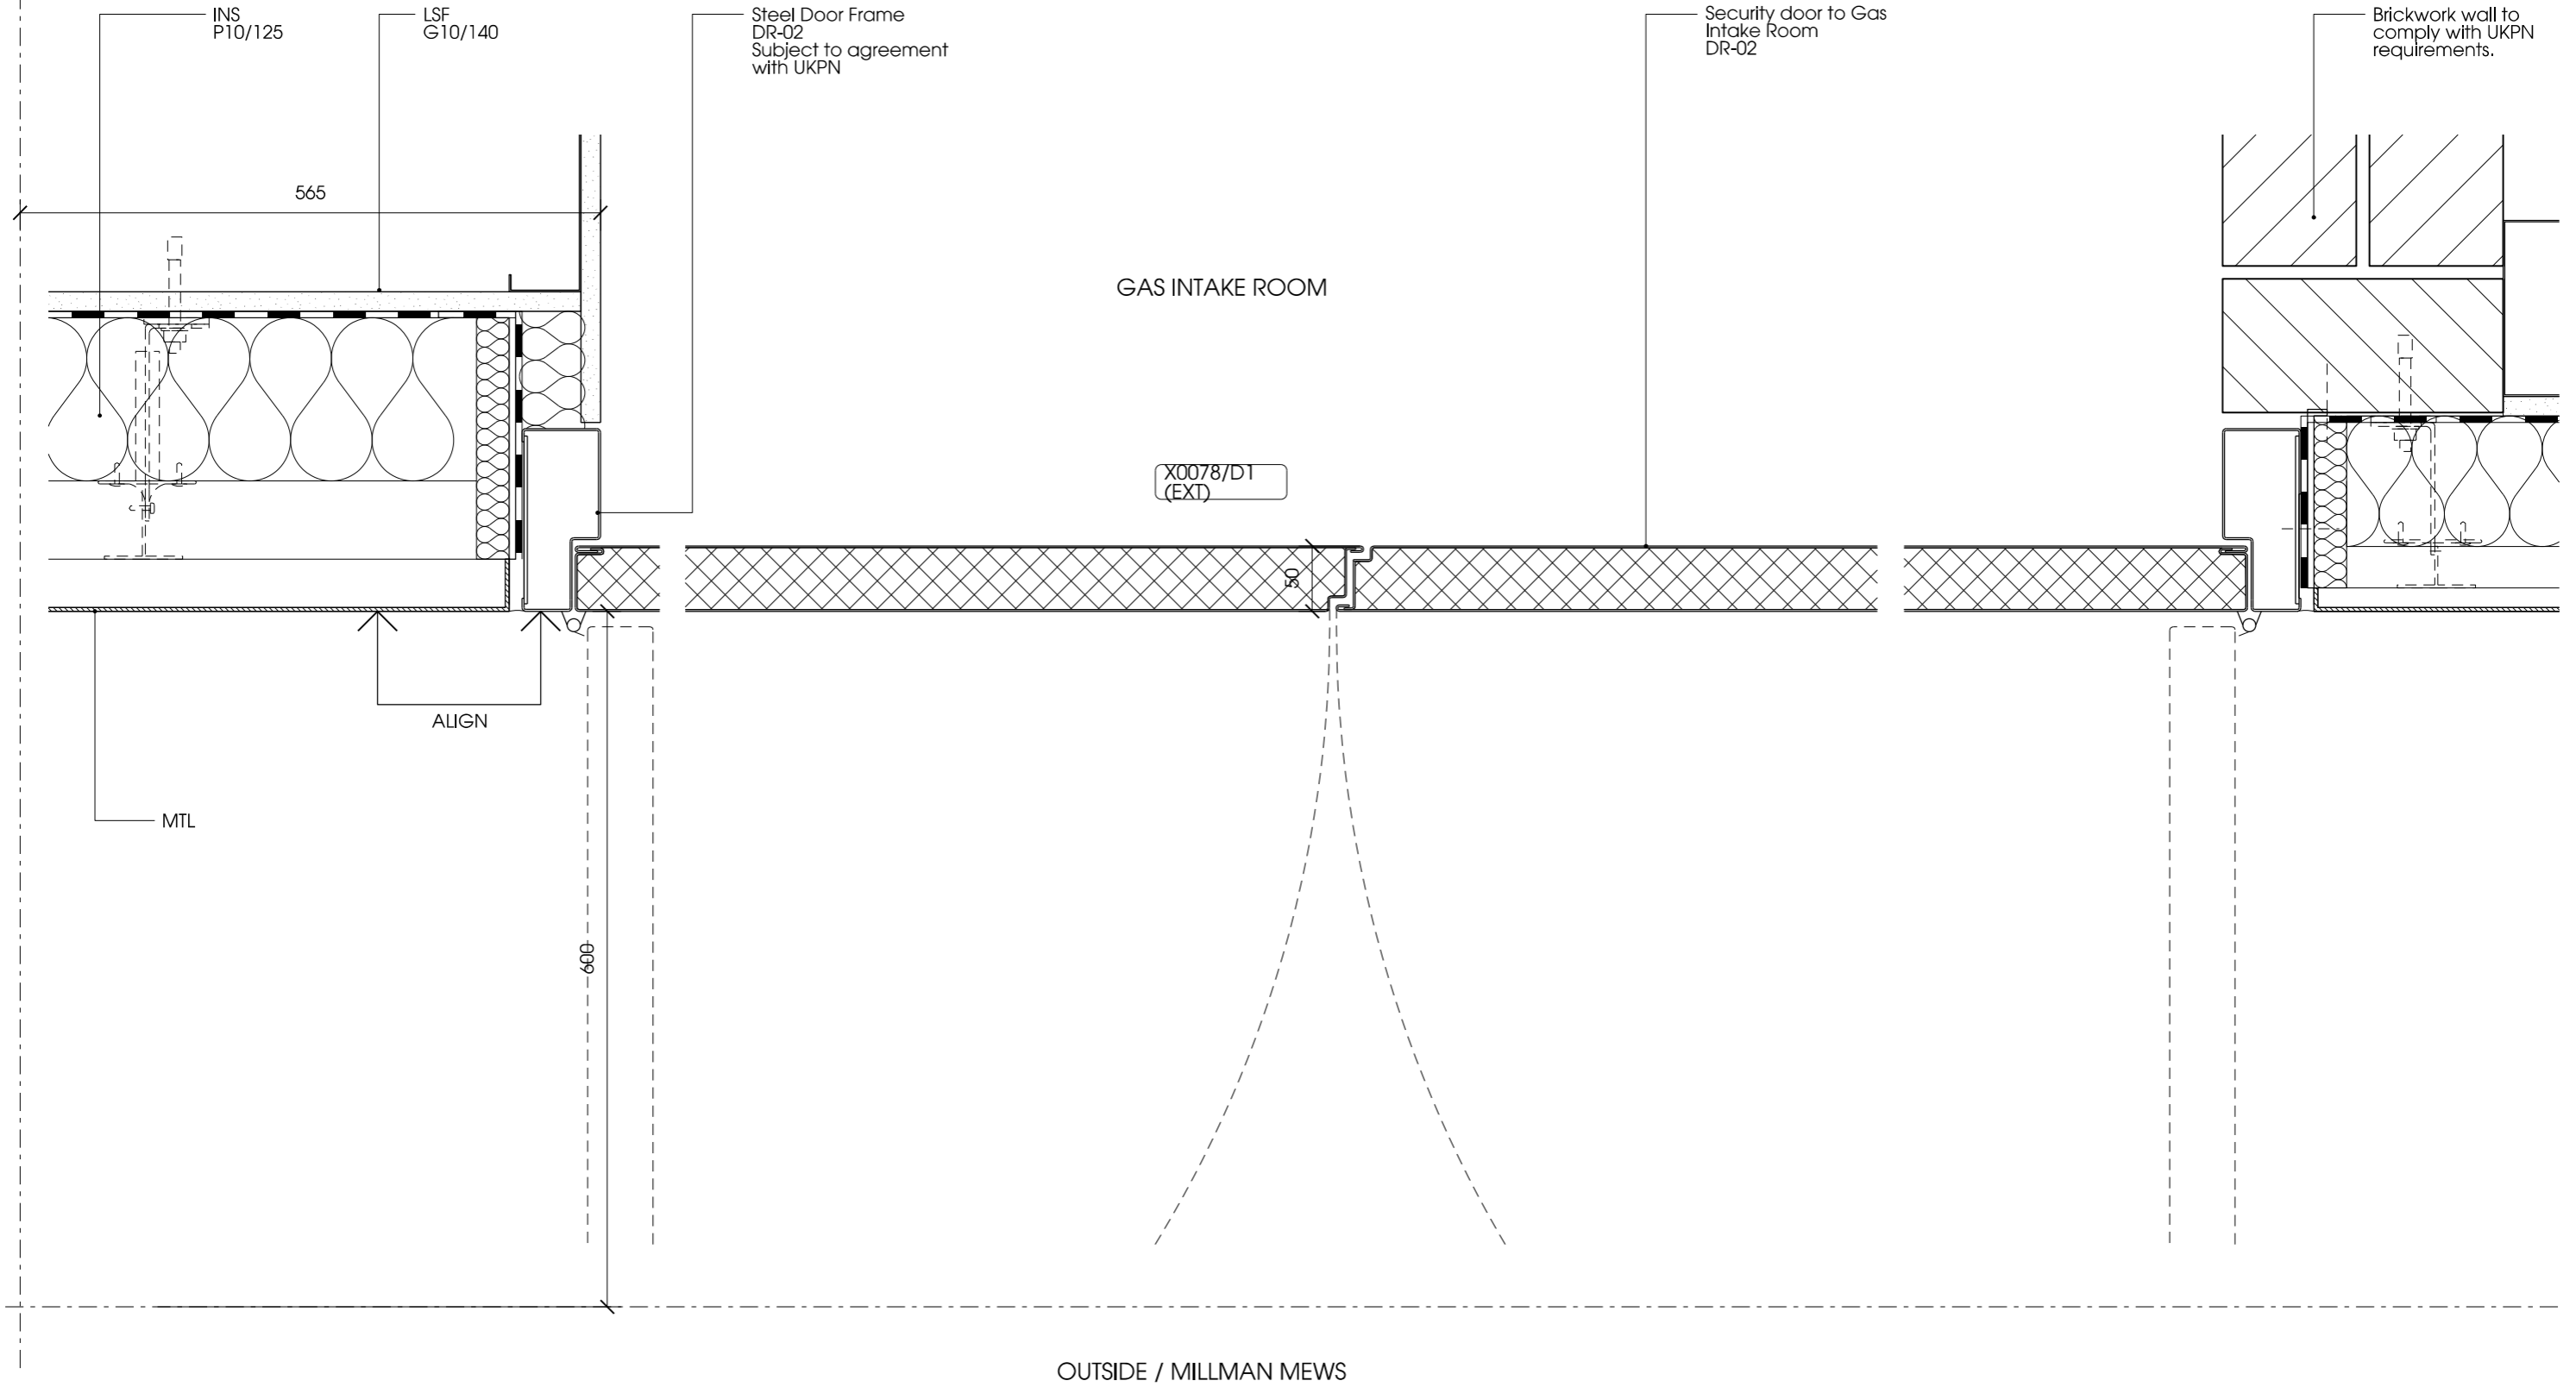 INS
P10/125
LSF
G10/140
Steel Door Frame
DR-02
Subject to agreement
with UKPN
Security door to Gas
Intake Room
DR-02
Brickwork wall to
comply with UKPN
requirements.
565
GAS INTAKE ROOM
X0078/D1
(EXT)
50
ALIGN
MTL
600
OUTSIDE / MILLMAN MEWS